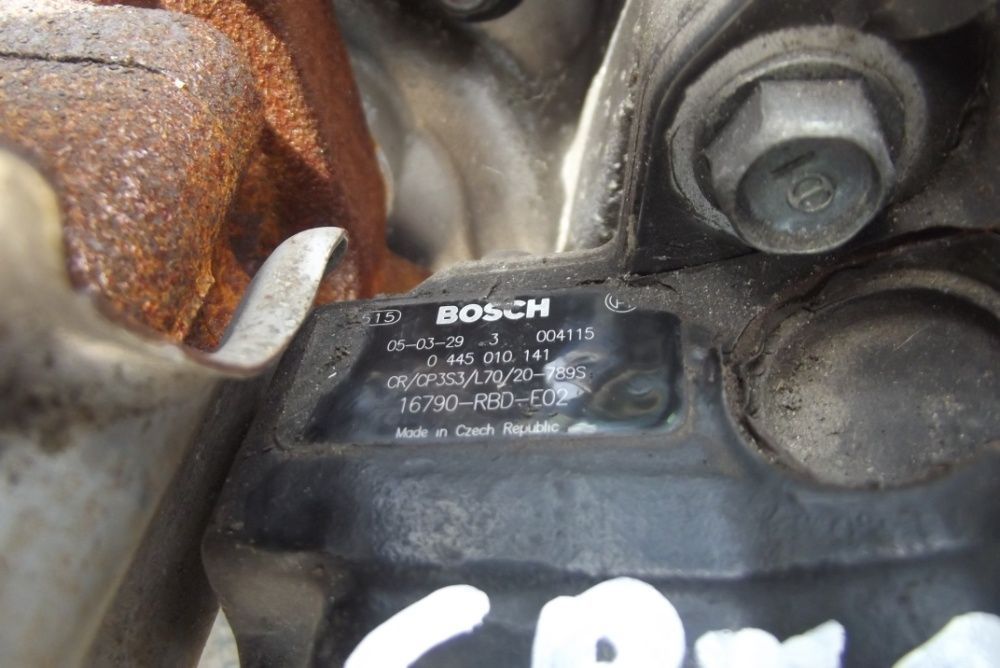 515 BOSCH
05-03-29 3 004115
0 445 010 141
CR/CP3S3/L70/20-789S
16790-RBD-E02
Made in Czech Republic